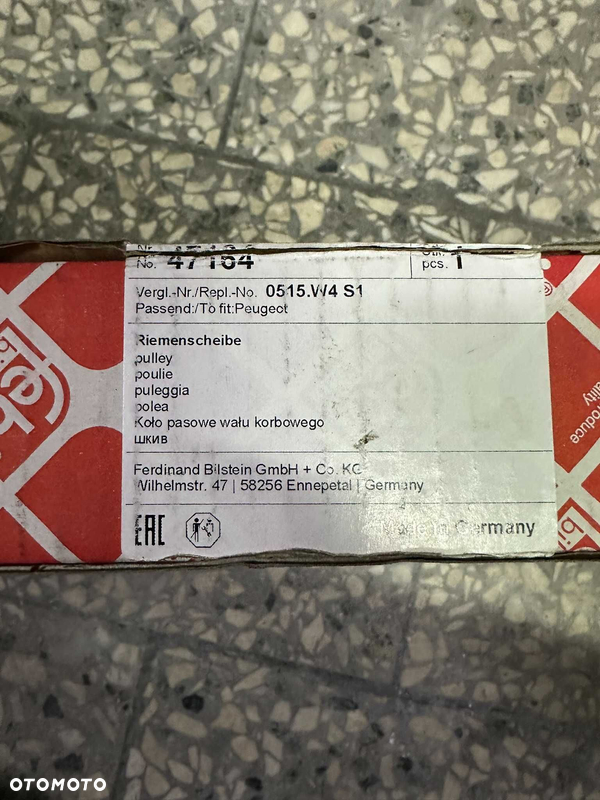 No. 47164
pcs. 1
Vergl.-Nr./Repl.-No. 0515.W4 S1
Passend:/To fit:Peugeot
Riemenscheibe
pulley
poulie
puleggia
polea
Koło pasowe wału korbowego
шкив
Ferdinand Bilstein GmbH + Co. KG
Wilhelmstr. 47 | 58256 Ennepetal | Germany
EAC
Made in Germany
OTOMOTO